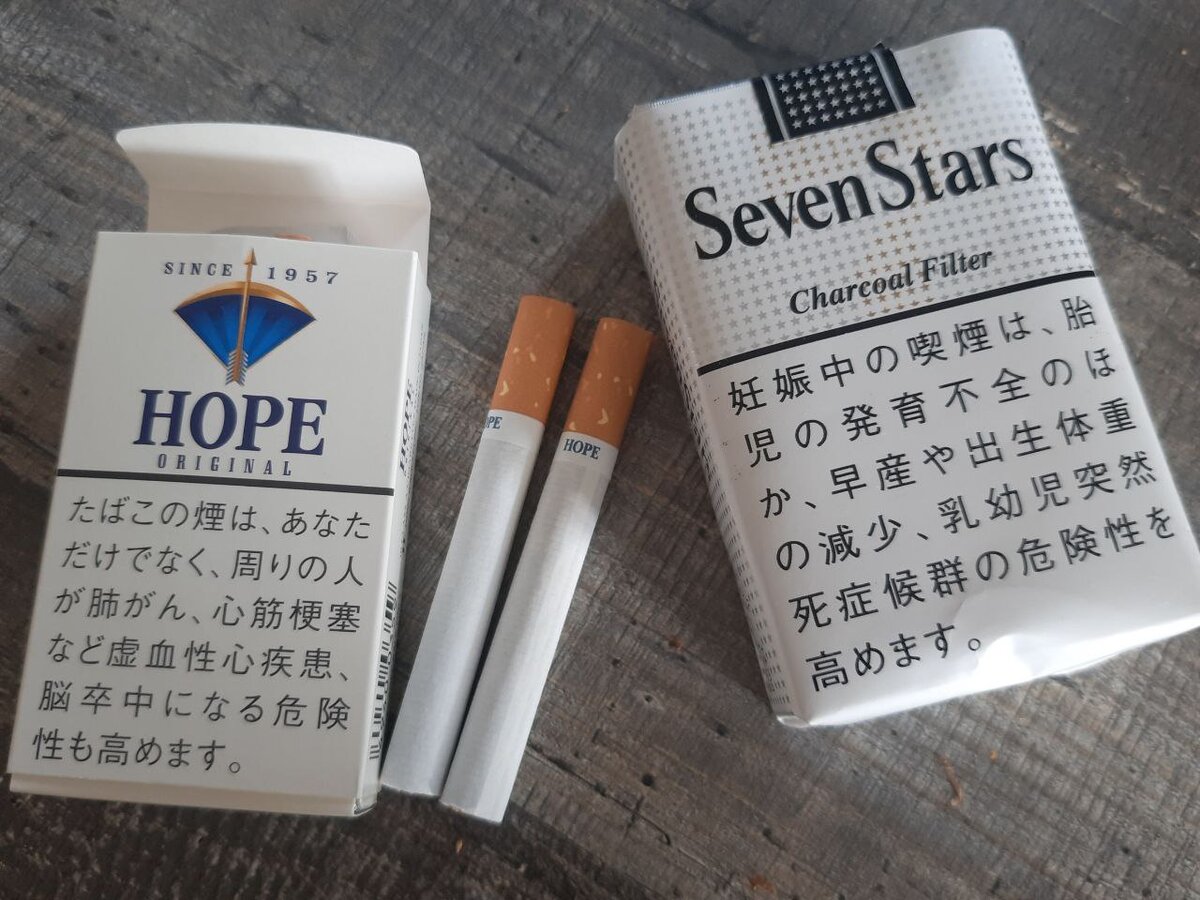 SINCE 1957
HOPE
ORIGINAL
たばこの煙は、あなた
だけでなく、周りの人
が肺がん、心筋梗塞
など虚血性心疾患、
脳卒中になる危険
性も高めます。
HOPE
PE
HOPE
SevenStars
Charcoal Filter
妊娠中の喫煙は、胎
児の発育不全のほ
か、早産や出生体重
の減少、乳幼児突然
死症候群の危険性を
高めます。